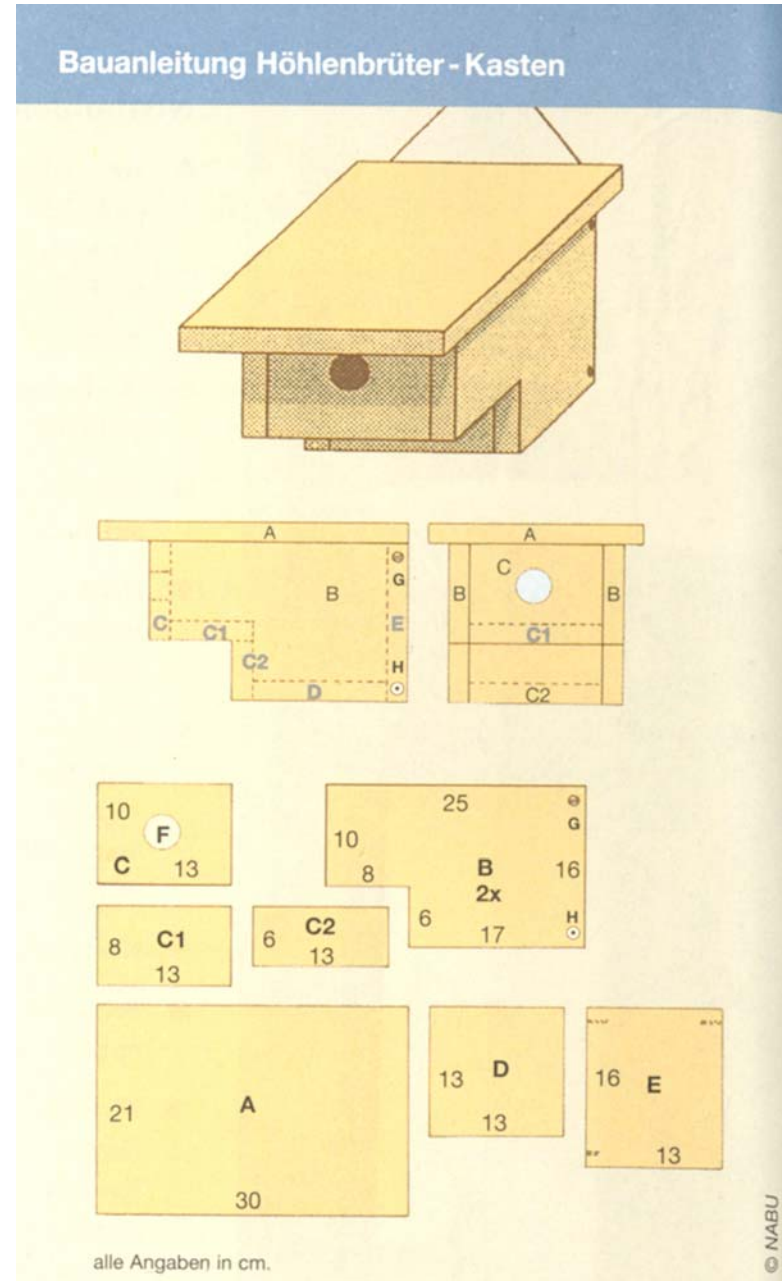 Bauanleitung Höhlenbrüter - Kasten
A
A
B
C
B
B
G
C
C1
E
C1
C2
H
D
C2
10
F
C 13
25
G
10
8
B
2x
16
6
17
H
8 C1
13
6 C2
13
21 A
30
13 D
13
16 E
13
alle Angaben in cm.
© NABU